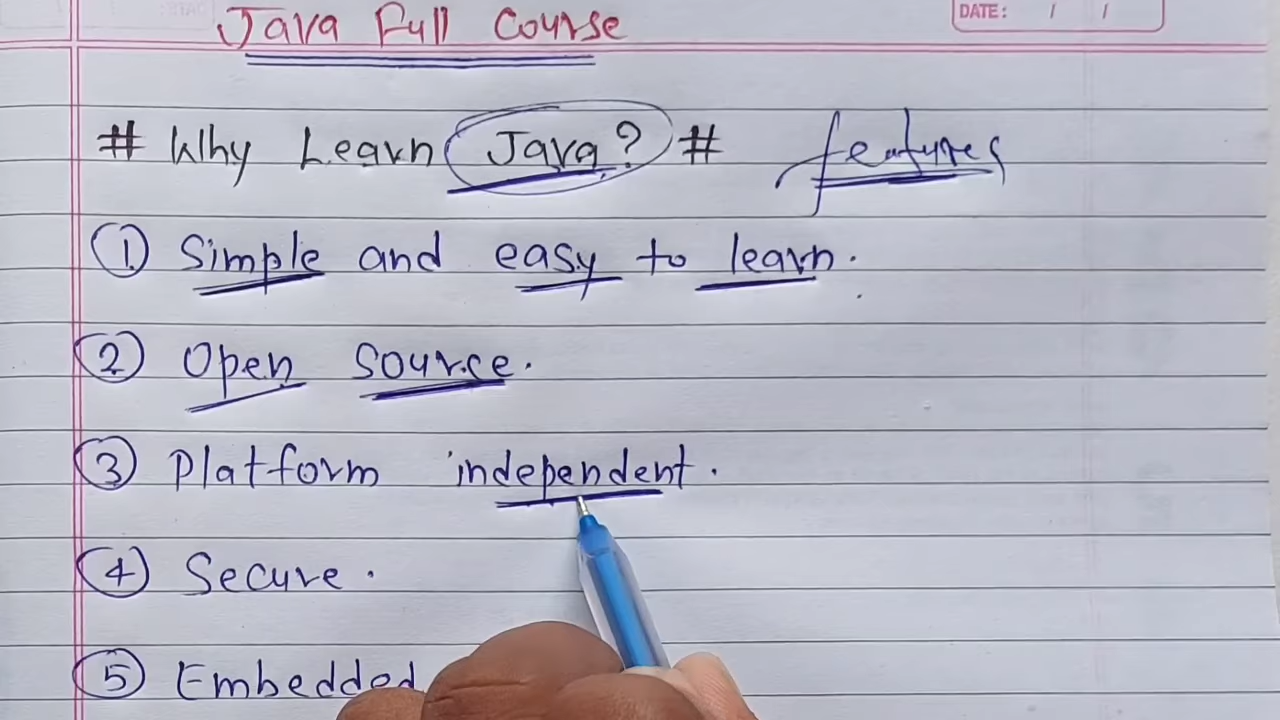 Java Full Course
DATE: / /
# Why Learn Java? # features
① Simple and easy to learn.
② Open Source.
③ Platform independent.
④ Secure.
⑤ Embedded